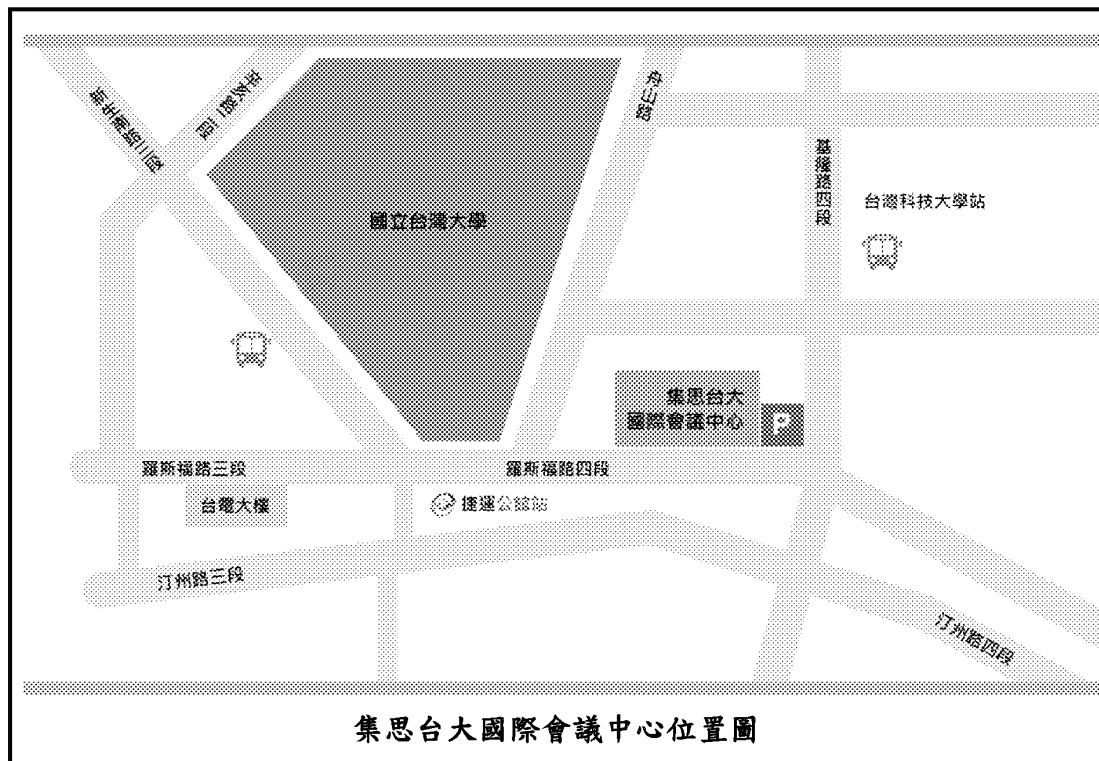 新生南路三段
辛亥路二段
舟山路
基隆路四段
國立台灣大學
台灣科技大學站
集思台大
國際會議中心
P
羅斯福路三段
羅斯福路四段
台電大樓
捷運公館站
汀州路三段
汀州路四段
集思台大國際會議中心位置圖